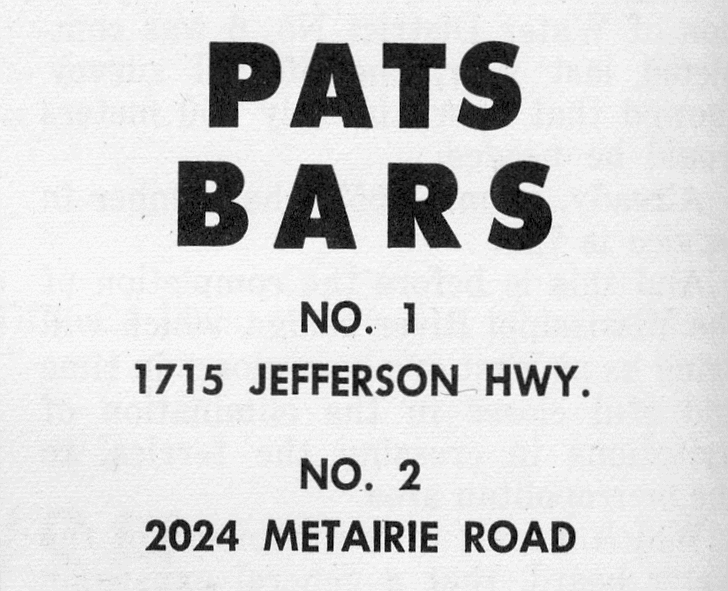 PATS
BARS
NO. 1
1715 JEFFERSON HWY.
NO. 2
2024 METAIRIE ROAD